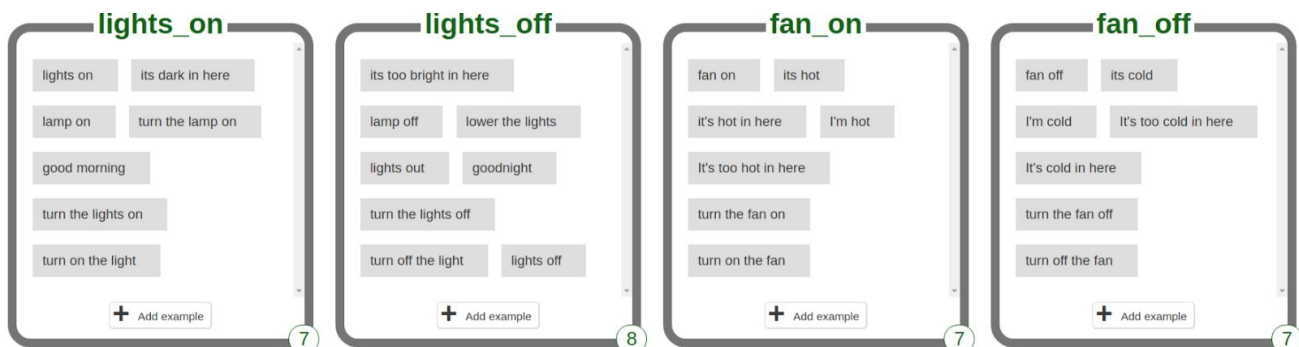 lights_on
lights on
its dark in here
lamp on
turn the lamp on
good morning
turn the lights on
turn on the light
Add example
7
lights_off
its too bright in here
lamp off
lower the lights
lights out
goodnight
turn the lights off
turn off the light
lights off
Add example
8
fan_on
fan on
its hot
it's hot in here
I'm hot
It's too hot in here
turn the fan on
turn on the fan
Add example
7
fan_off
fan off
its cold
I'm cold
It's too cold in here
It's cold in here
turn the fan off
turn off the fan
Add example
7